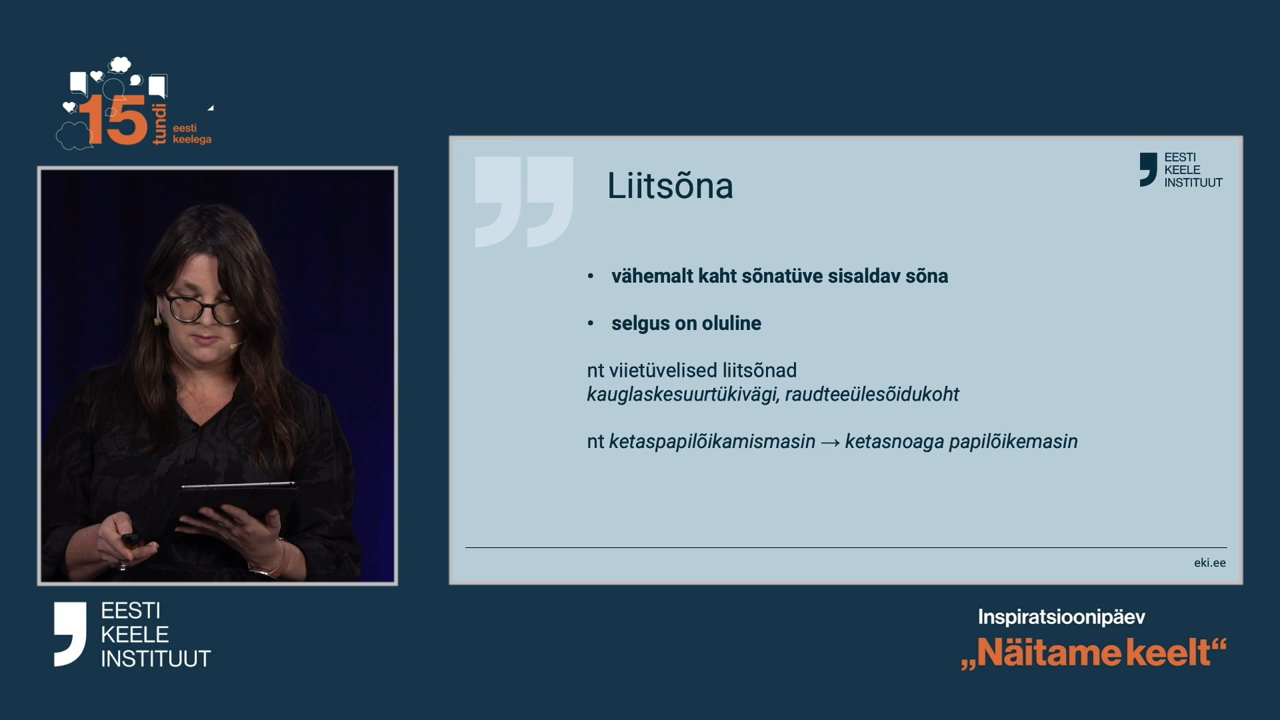 15
tundi
eesti
keelega
Liitsõna
EESTI
KEELE
INSTITUUT
• vähemalt kaht sõnatüve sisaldav sõna
• selgus on oluline
nt viietüvelised liitsõnad
kauglaskesuurtükivägi, raudteeülesõidukoht
nt ketaspapilõikamismasin → ketasnoaga papilõikemasin
eki.ee
EESTI
KEELE
INSTITUUT
Inspiratsioonipäev
„Näitame keelt“